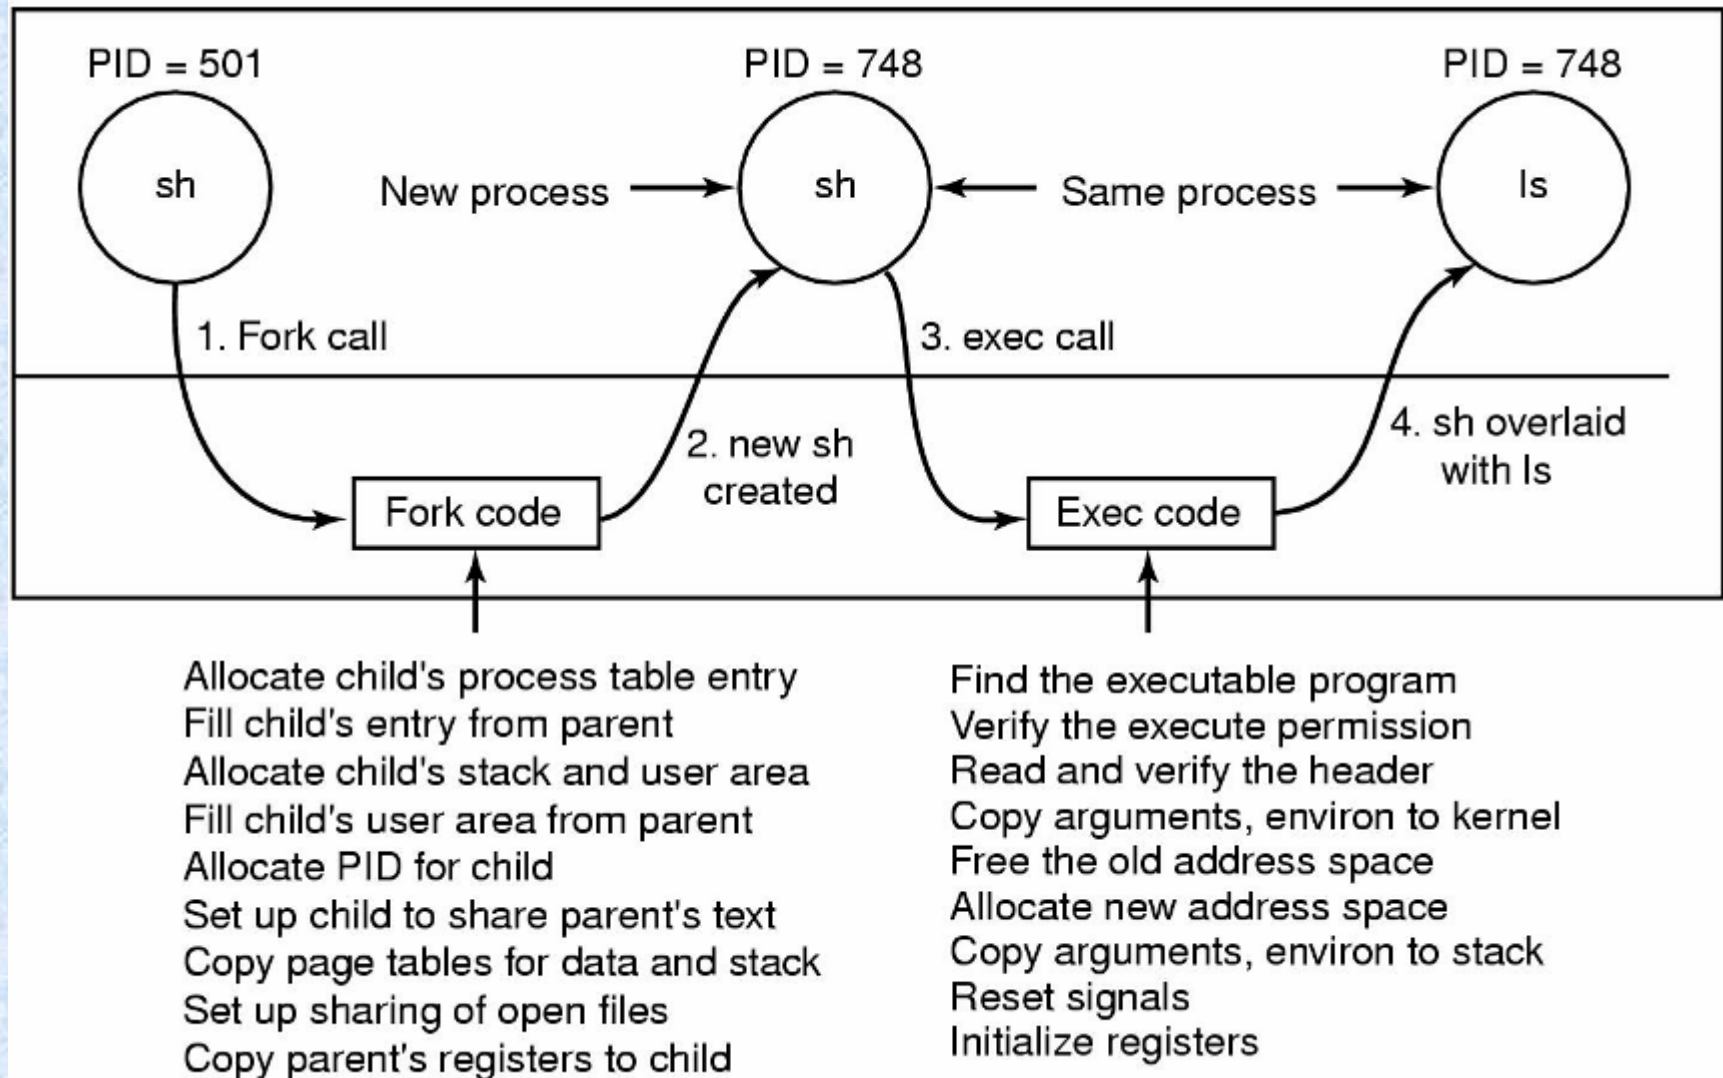 PID = 501
PID = 748
PID = 748
sh
New process
sh
Same process
ls
1. Fork call
3. exec call
2. new sh
created
4. sh overlaid
with ls
Fork code
Exec code
Allocate child's process table entry
Fill child's entry from parent
Allocate child's stack and user area
Fill child's user area from parent
Allocate PID for child
Set up child to share parent's text
Copy page tables for data and stack
Set up sharing of open files
Copy parent's registers to child
Find the executable program
Verify the execute permission
Read and verify the header
Copy arguments, environ to kernel
Free the old address space
Allocate new address space
Copy arguments, environ to stack
Reset signals
Initialize registers